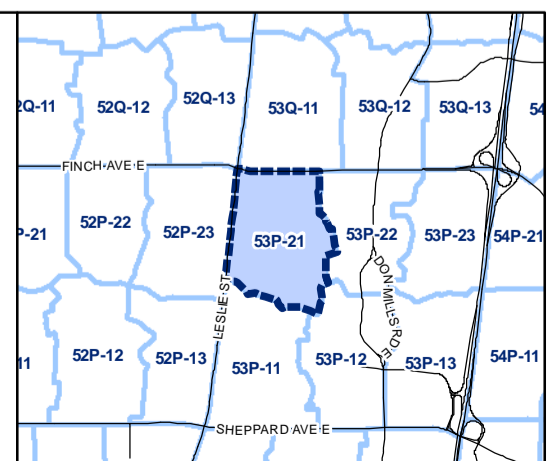 2Q-11
52Q-12
52Q-13
53Q-11
53Q-12
53Q-13
54
FINCH AVE E
P-21
52P-22
52P-23
53P-21
53P-22
53P-23
54P-21
LESLIE ST
DON MILLS RD E
11
52P-12
52P-13
53P-11
53P-12
53P-13
54P-11
SHEPPARD AVE E